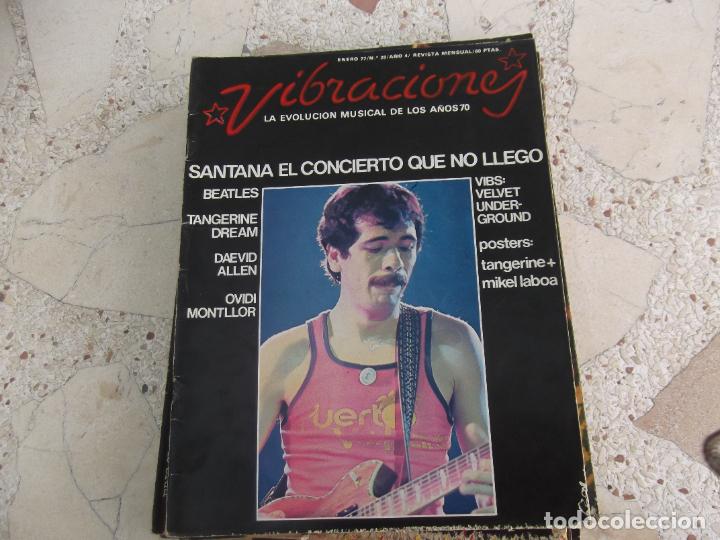 ENERO 77/N.° 28/AÑO 4/ REVISTA MENSUAL/60 PTAS.
Vibraciones
LA EVOLUCION MUSICAL DE LOS AÑOS 70
SANTANA EL CONCIERTO QUE NO LLEGO
BEATLES
TANGERINE
DREAM
DAEVID
ALLEN
OVIDI
MONTLLOR
VIBS:
VELVET
UNDER-
GROUND
posters:
tangerine+
mikel laboa
uerto
todocoleccion